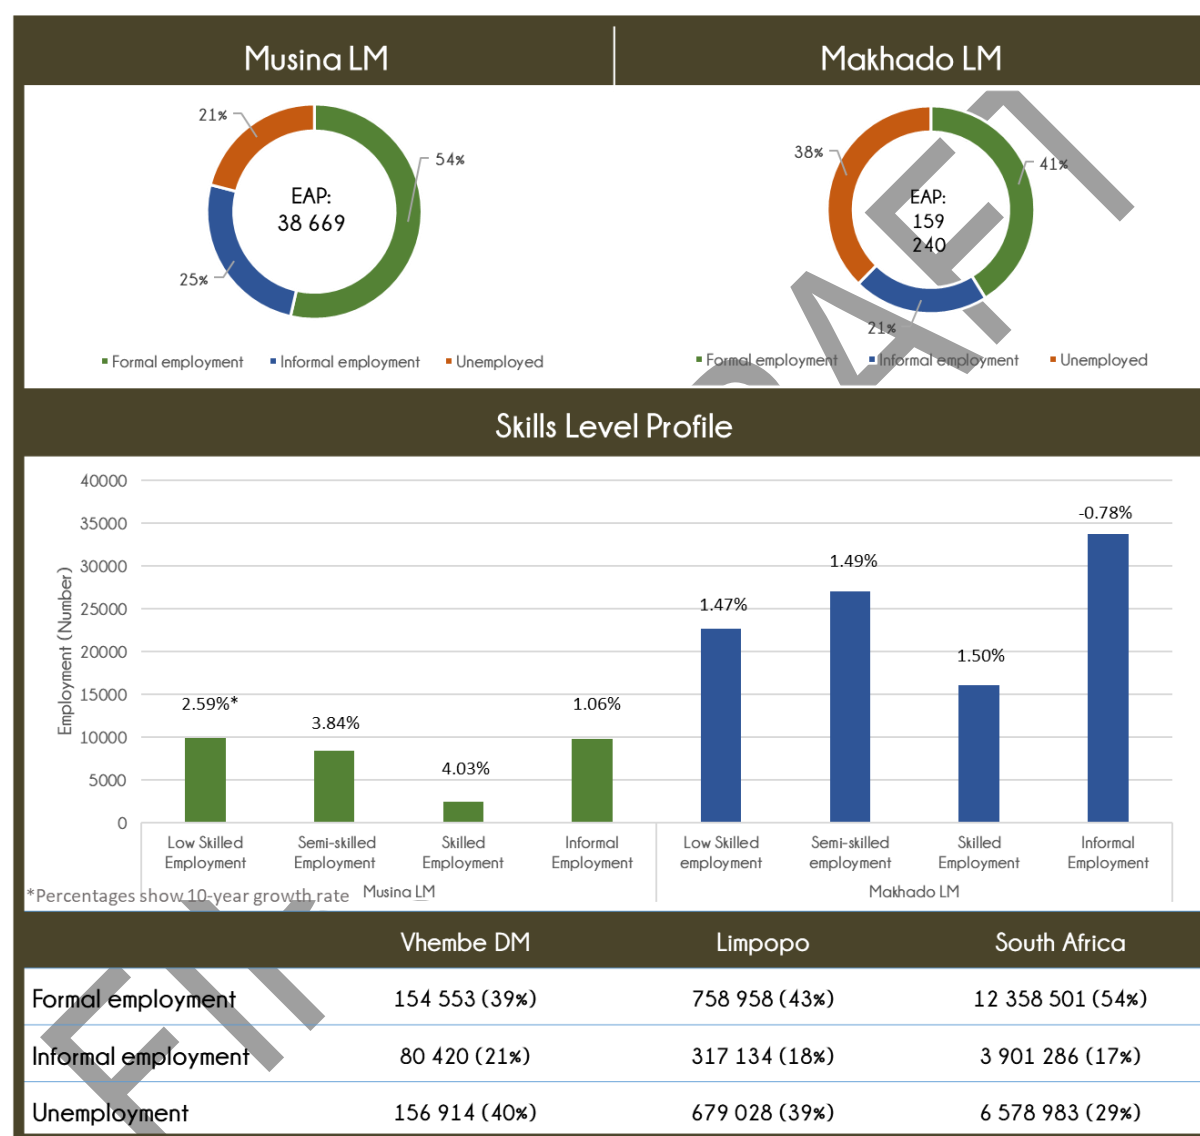 Musina LM
Makhado LM
21%
54%
EAP:
38 669
25%
Formal employment
Informal employment
Unemployed
38%
41%
EAP:
159
240
21%
Formal employment
Informal employment
Unemployed
Skills Level Profile
Employment (Number)
40000
35000
30000
25000
20000
15000
10000
5000
0
2.59%*
3.84%
4.03%
1.06%
1.47%
1.49%
1.50%
-0.78%
Low Skilled
Employment
Semi-skilled
Employment
Skilled
Employment
Informal
Employment
Low Skilled
employment
Semi-skilled
employment
Skilled
Employment
Informal
Employment
Musina LM
Makhado LM
*Percentages show 10-year growth rate
Vhembe DM Limpopo South Africa
Formal employment 154 553 (39%) 758 958 (43%) 12 358 501 (54%)
Informal employment 80 420 (21%) 317 134 (18%) 3 901 286 (17%)
Unemployment 156 914 (40%) 679 028 (39%) 6 578 983 (29%)